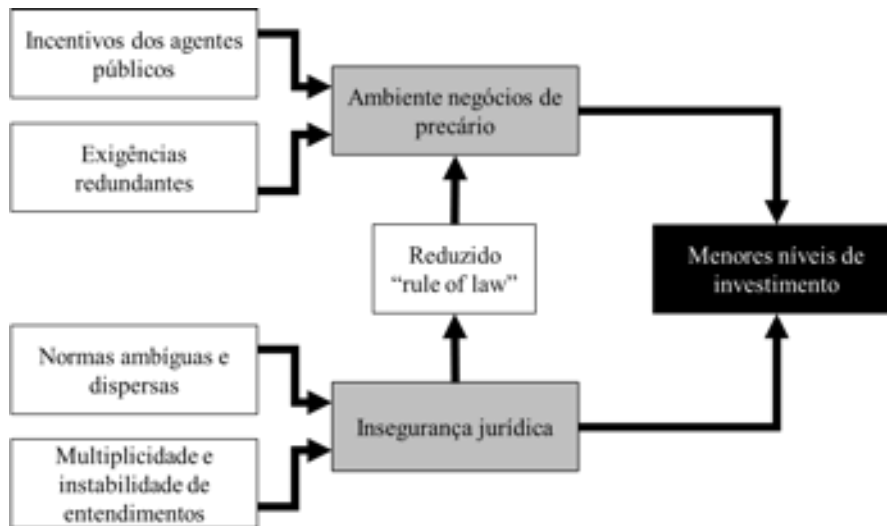 Incentivos dos agentes
públicos
Ambiente negócios de
precário
Exigências
redundantes
Reduzido
“rule of law”
Menores níveis de
investimento
Normas ambíguas e
dispersas
Insegurança jurídica
Multiplicidade e
instabilidade de
entendimentos